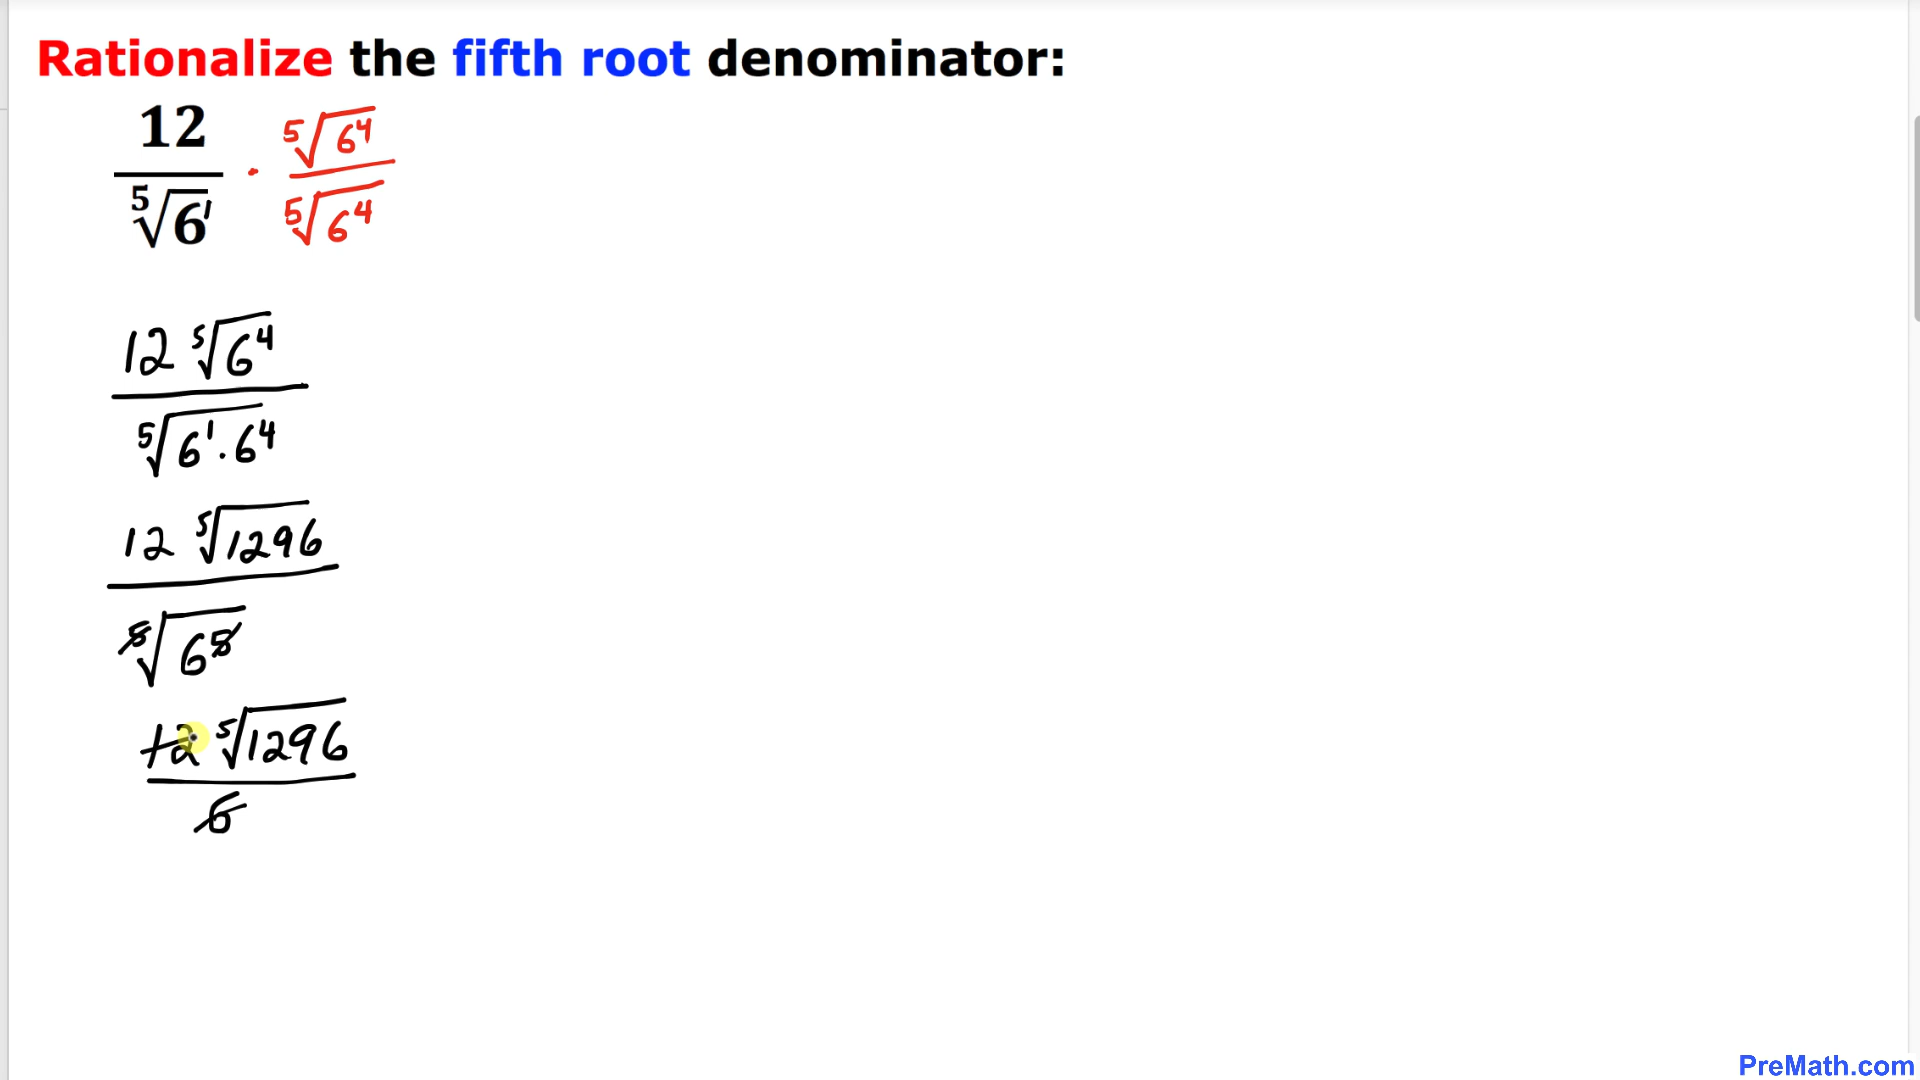 Rationalize the fifth root denominator:
12 / ⁵√6¹ · ⁵√6⁴ / ⁵√6⁴
12 ⁵√6⁴
⁵√6¹·6⁴
12 ⁵√1296
⁵√6⁵
12 ⁵√1296
6
PreMath.com